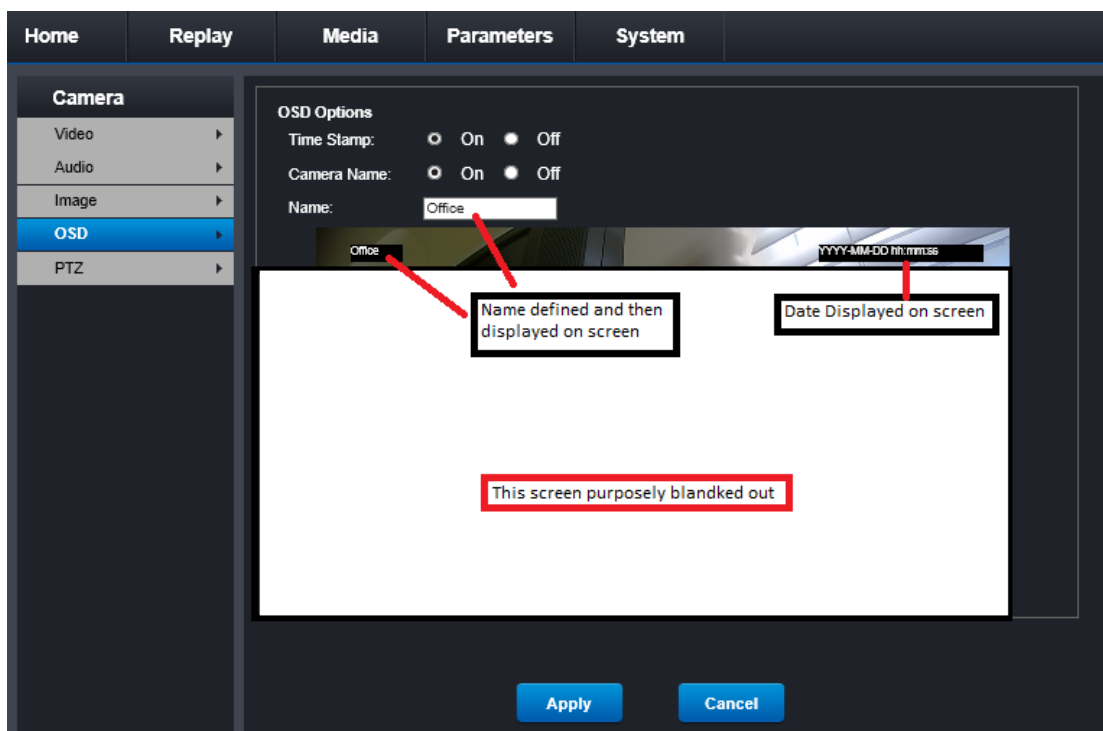 Home Replay Media Parameters System
Camera
Video
Audio
Image
OSD
PTZ
OSD Options
Time Stamp: On Off
Camera Name: On Off
Name: Office
Office YYYY-MM-DD hh:mm:ss
Name defined and then
displayed on screen
Date Displayed on screen
This screen purposely blandked out
Apply Cancel